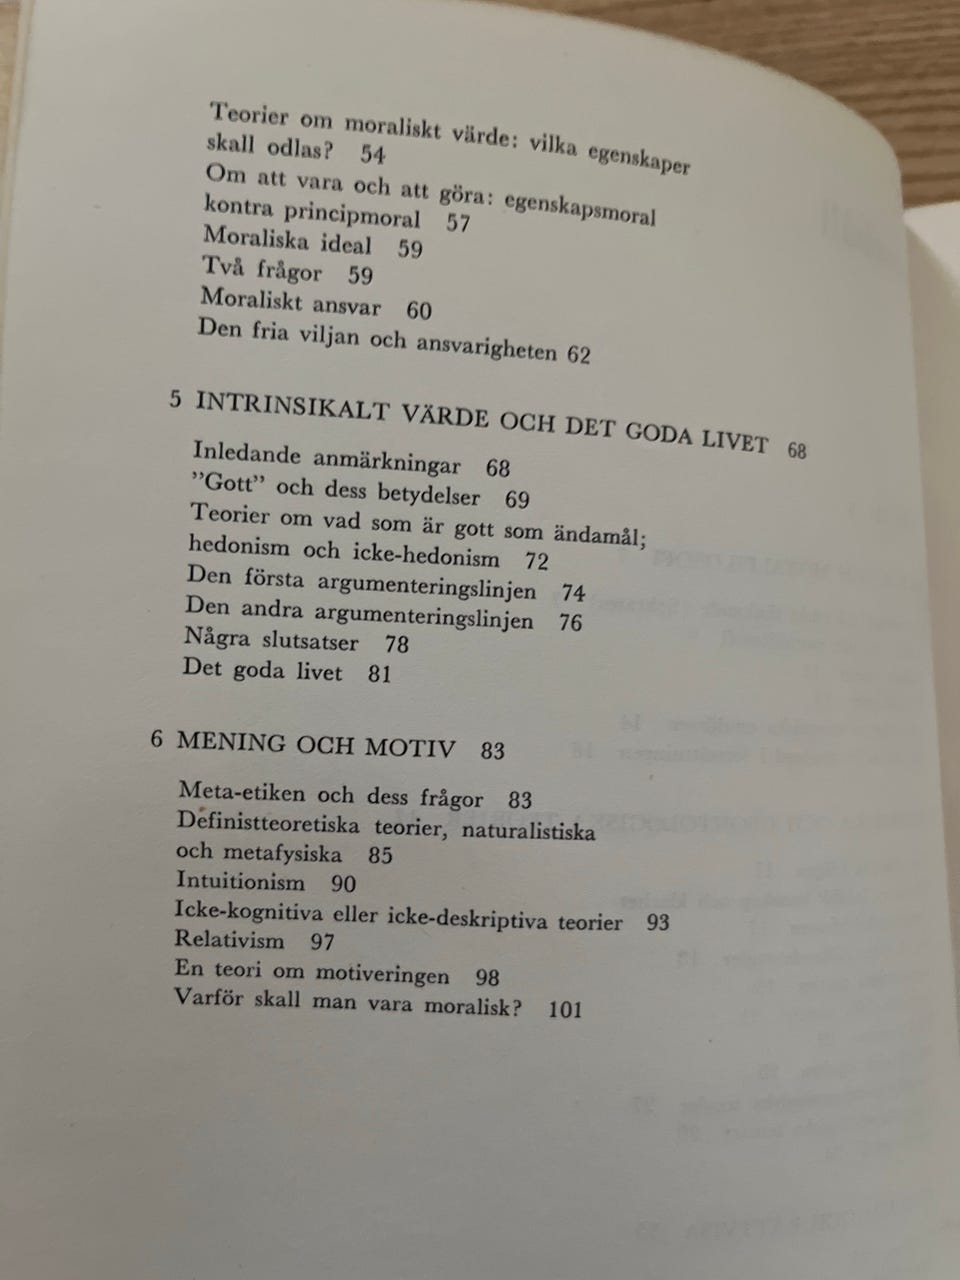 Teorier om moraliskt värde: vilka egenskaper
skall odlas? 54
Om att vara och att göra: egenskapsmoral
kontra principmoral 57
Moraliska ideal 59
Två frågor 59
Moraliskt ansvar 60
Den fria viljan och ansvarigheten 62
5 INTRINSIKALT VÄRDE OCH DET GODA LIVET 68
Inledande anmärkningar 68
”Gott” och dess betydelser 69
Teorier om vad som är gott som ändamål;
hedonism och icke-hedonism 72
Den första argumenteringslinjen 74
Den andra argumenteringslinjen 76
Några slutsatser 78
Det goda livet 81
6 MENING OCH MOTIV 83
Meta-etiken och dess frågor 83
Definistteoretiska teorier, naturalistiska
och metafysiska 85
Intuitionism 90
Icke-kognitiva eller icke-deskriptiva teorier 93
Relativism 97
En teori om motiveringen 98
Varför skall man vara moralisk? 101